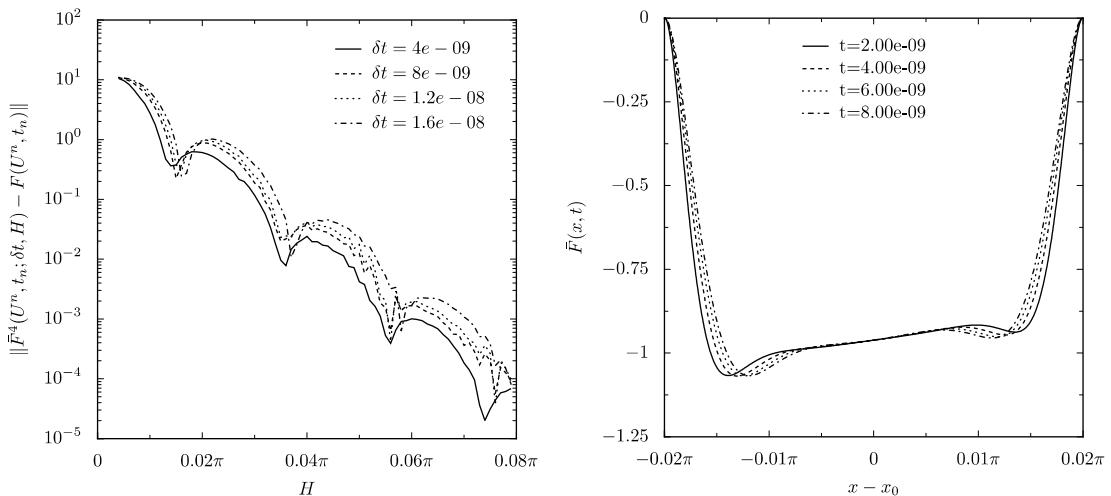 10^2
10^1
10^0
10^-1
10^-2
10^-3
10^-4
10^-5
‖F̄^4(U^n, t_n; δt, H) − F(U^n, t_n)‖
δt = 4e − 09
δt = 8e − 09
δt = 1.2e − 08
δt = 1.6e − 08
0 0.02π 0.04π 0.06π 0.08π
H
0
−0.25
−0.5
−0.75
−1
−1.25
F̄(x, t)
t=2.00e-09
t=4.00e-09
t=6.00e-09
t=8.00e-09
−0.02π −0.01π 0 0.01π 0.02π
x − x_0